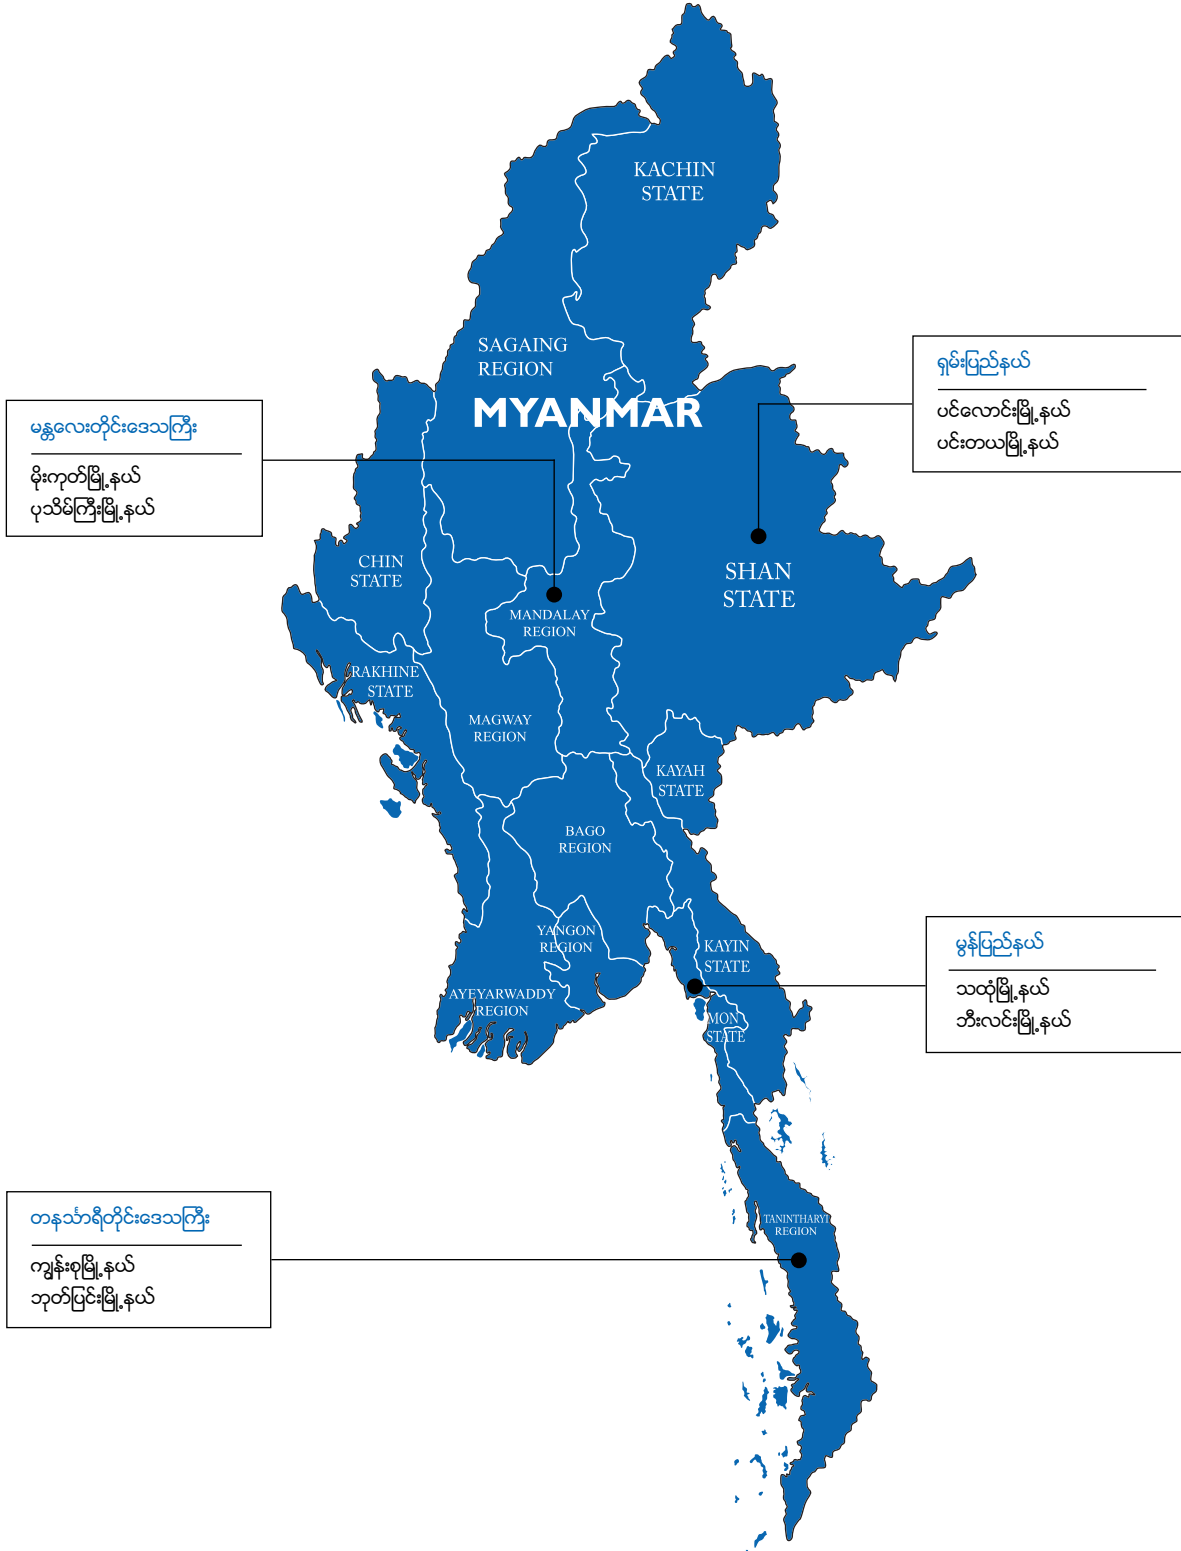 KACHIN
STATE
SAGAING
REGION
MYANMAR
ရှမ်းပြည်နယ်
ပင်လောင်းမြို့နယ်
ပင်းတယမြို့နယ်
မန္တလေးတိုင်းဒေသကြီး
မိုးကုတ်မြို့နယ်
ပုသိမ်ကြီးမြို့နယ်
CHIN
STATE
SHAN
STATE
MANDALAY
REGION
RAKHINE
STATE
MAGWAY
REGION
KAYAH
STATE
BAGO
REGION
YANGON
REGION
KAYIN
STATE
မွန်ပြည်နယ်
သထုံမြို့နယ်
ဘီးလင်းမြို့နယ်
AYEYARWADDY
REGION
MON
STATE
တနင်္သာရီတိုင်းဒေသကြီး
ကျွန်းစုမြို့နယ်
ဘုတ်ပြင်းမြို့နယ်
TANINTHARYI
REGION